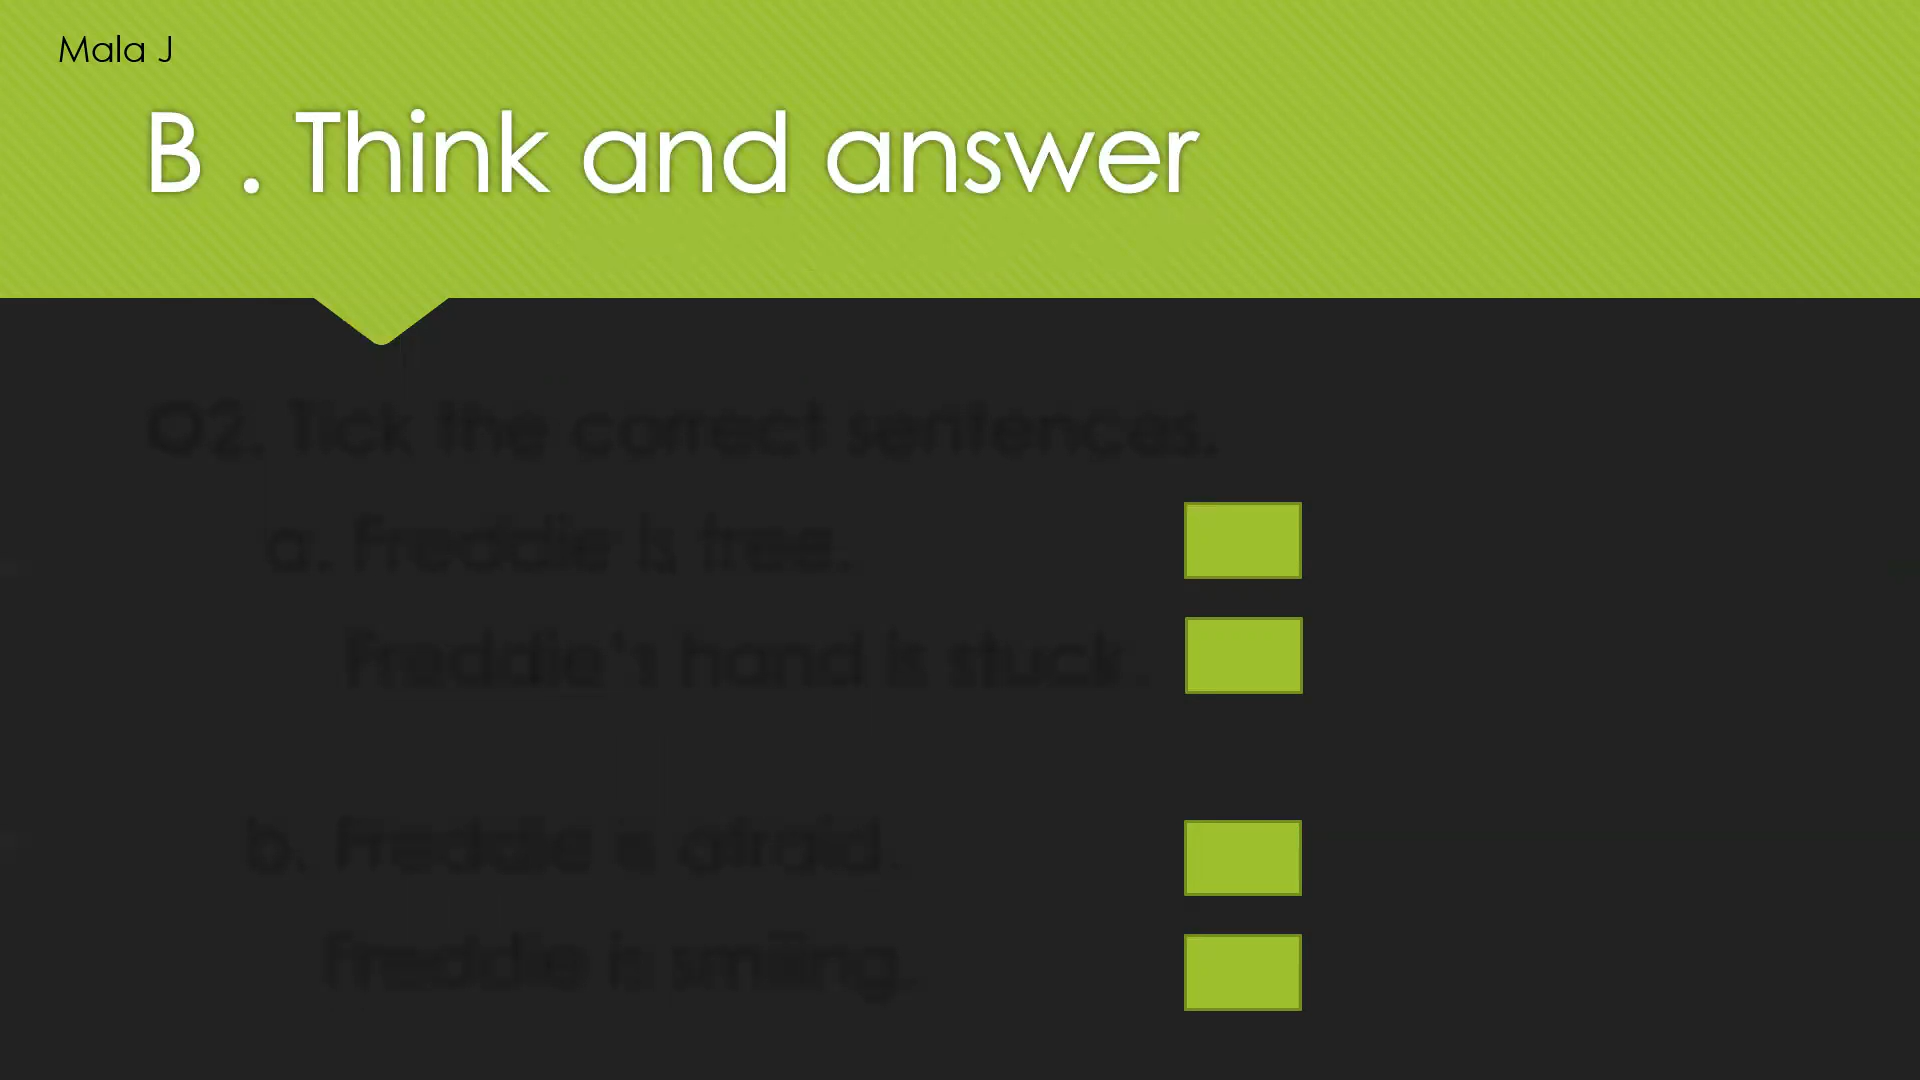 Mala J
B . Think and answer
Q2. Tick the correct sentences.
a. Freddie is free.
Freddie's hand is stuck.
b. Freddie is afraid.
Freddie is smiling.